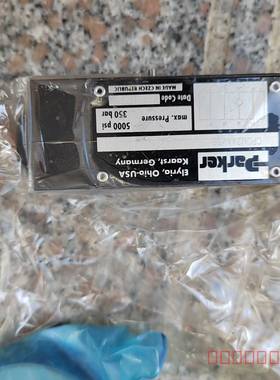 Parker
Elyria, Ohio-USA
Kaarst, Germany
max. Pressure
5000 psi
350 bar
Date Code
MADE IN CZECH REPUBLIC